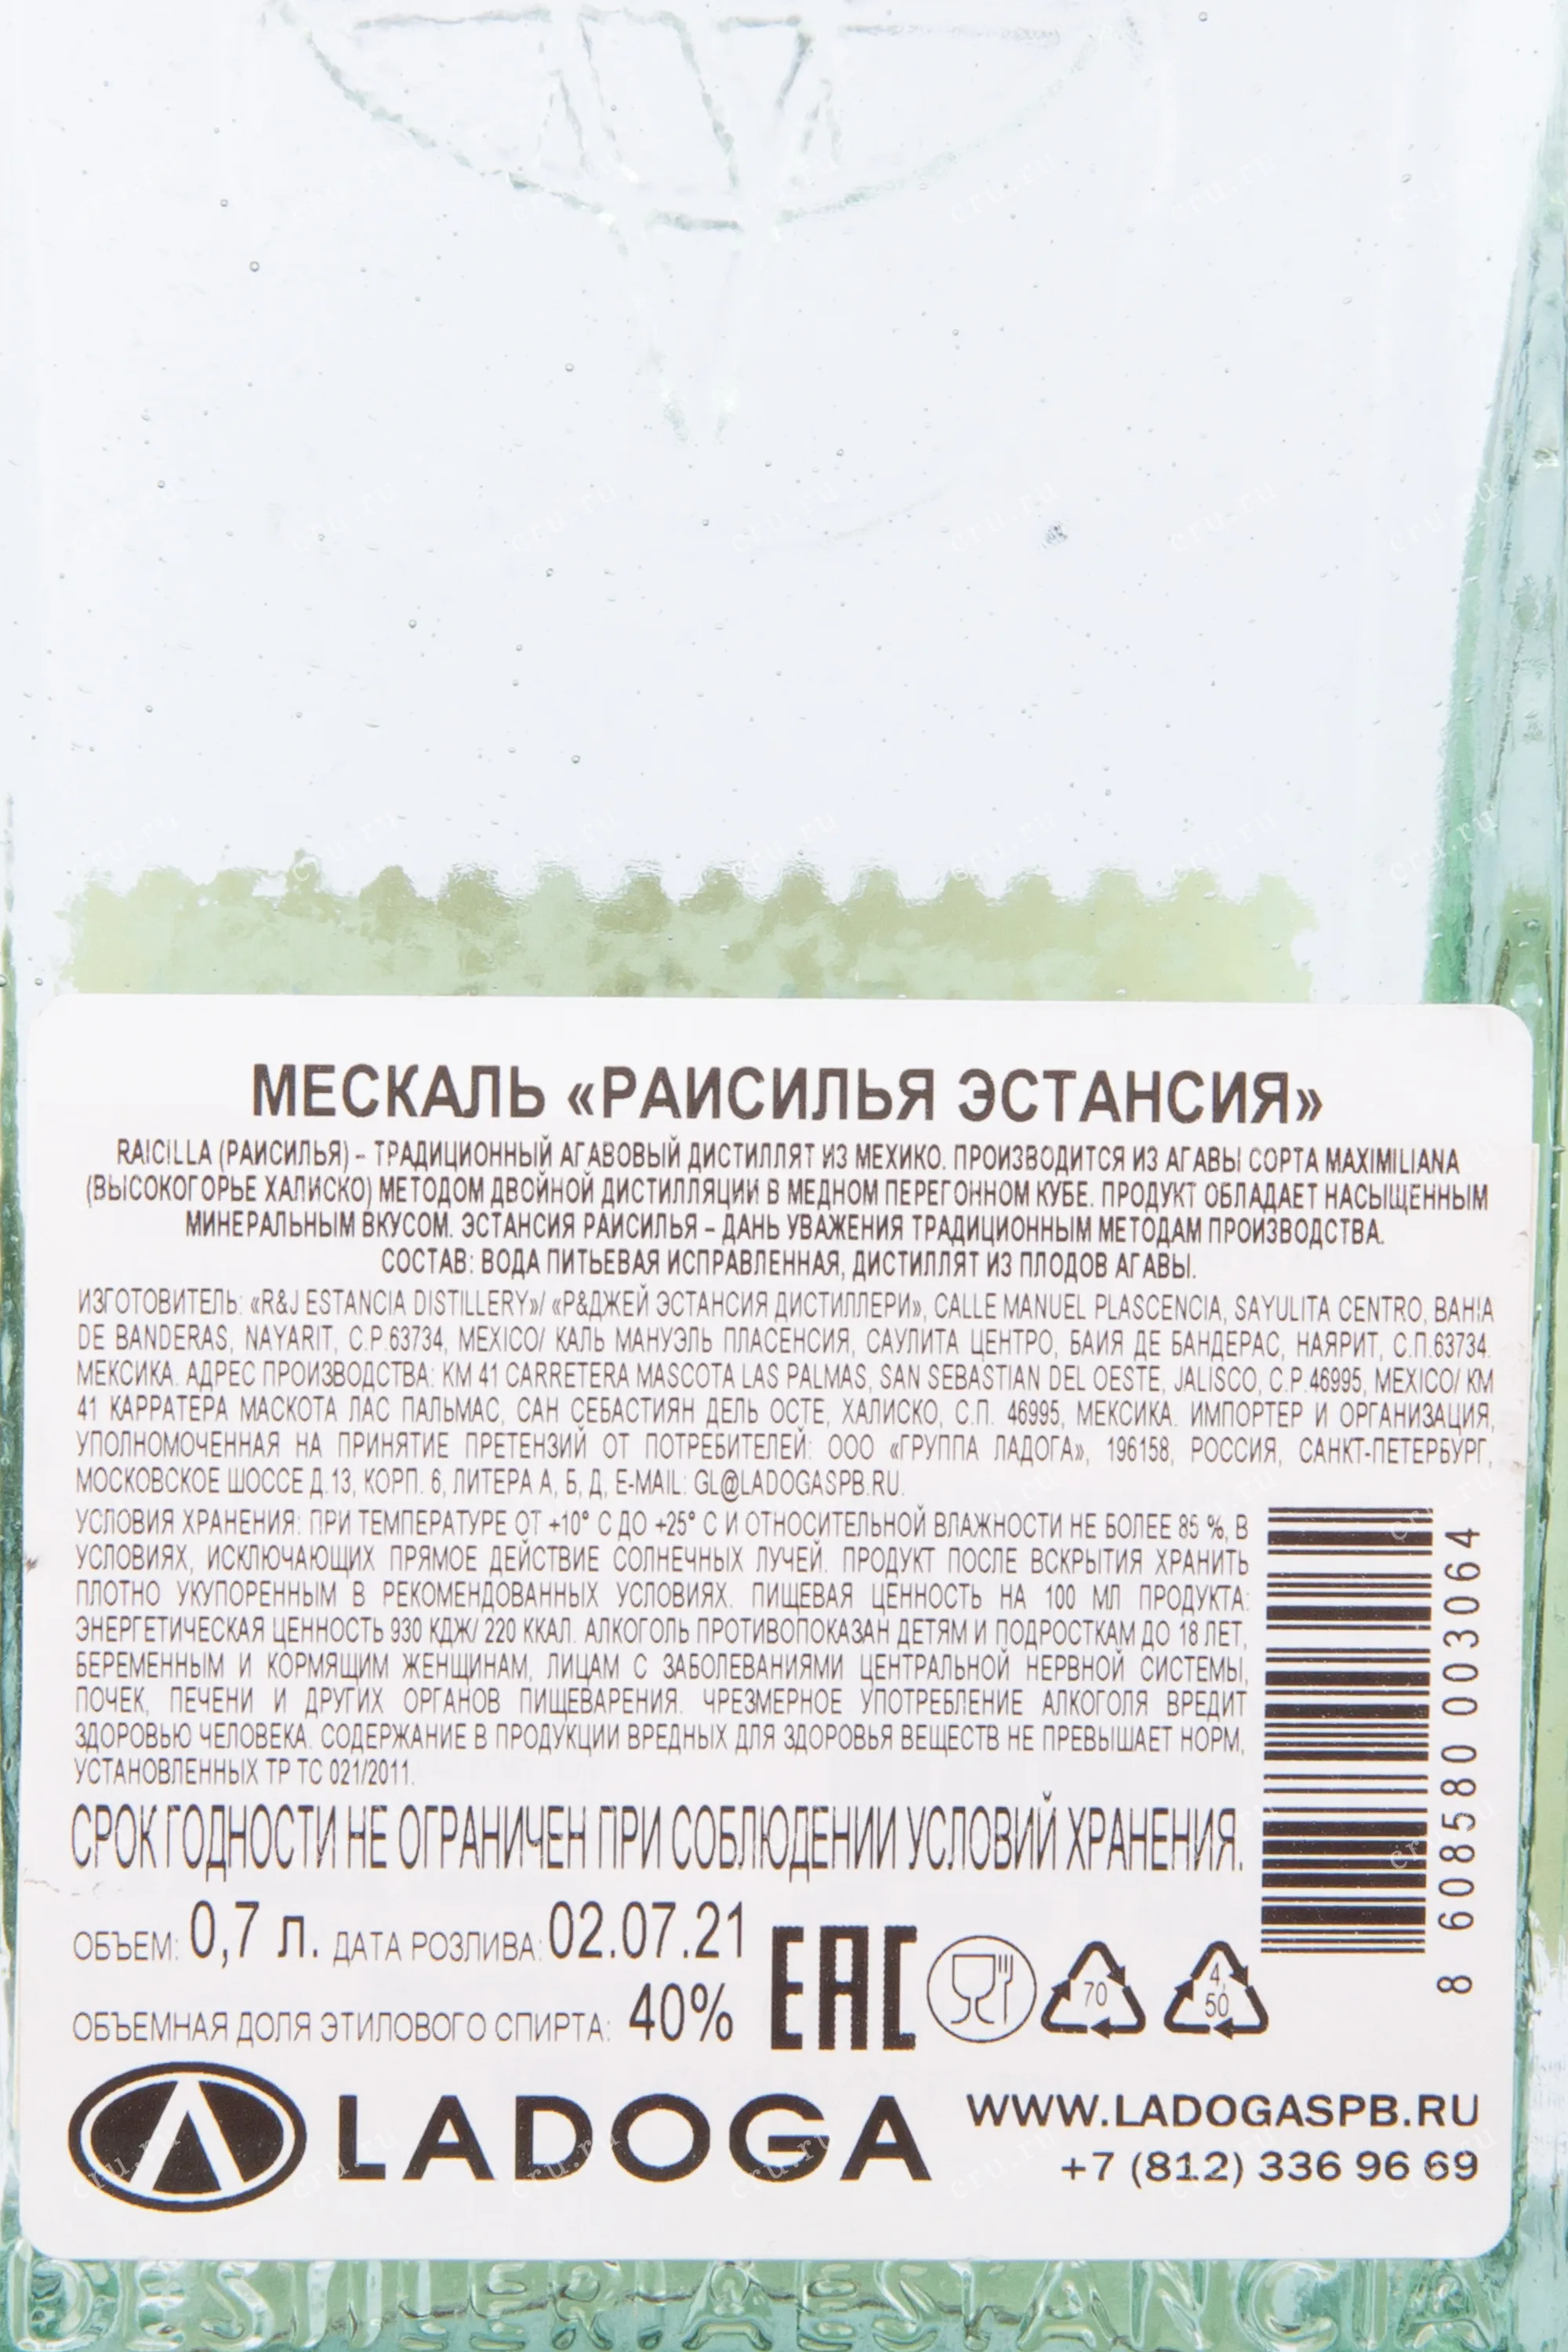 МЕСКАЛЬ «РАИСИЛЬЯ ЭСТАНСИЯ»
RAICILLA (РАИСИЛЬЯ) – ТРАДИЦИОННЫЙ АГАВОВЫЙ ДИСТИЛЛЯТ ИЗ МЕХИКО. ПРОИЗВОДИТСЯ ИЗ АГАВЫ СОРТА MAXIMILIANA
(ВЫСОКОГОРЬЕ ХАЛИСКО) МЕТОДОМ ДВОЙНОЙ ДИСТИЛЛЯЦИИ В МЕДНОМ ПЕРЕГОННОМ КУБЕ. ПРОДУКТ ОБЛАДАЕТ НАСЫЩЕННЫМ
МИНЕРАЛЬНЫМ ВКУСОМ. ЭСТАНСИЯ РАИСИЛЬЯ – ДАНЬ УВАЖЕНИЯ ТРАДИЦИОННЫМ МЕТОДАМ ПРОИЗВОДСТВА.
СОСТАВ: ВОДА ПИТЬЕВАЯ ИСПРАВЛЕННАЯ, ДИСТИЛЛЯТ ИЗ ПЛОДОВ АГАВЫ.
ИЗГОТОВИТЕЛЬ: «R&J ESTANCIA DISTILLERY»/ «Р&ДЖЕЙ ЭСТАНСИЯ ДИСТИЛЛЕРИ», CALLE MANUEL PLASCENCIA, SAYULITA CENTRO, BAHIA
DE BANDERAS, NAYARIT, C.P.63734, MEXICO/ КАЛЬ МАНУЭЛЬ ПЛАСЕНСИЯ, САУЛИТА ЦЕНТРО, БАИЯ ДЕ БАНДЕРАС, НАЯРИТ, С.П.63734.
МЕКСИКА. АДРЕС ПРОИЗВОДСТВА: KM 41 CARRETERA MASCOTA LAS PALMAS, SAN SEBASTIAN DEL OESTE, JALISCO, C.P.46995, MEXICO/ КМ
41 КАРРАТЕРА МАСКОТА ЛАС ПАЛЬМАС, САН СЕБАСТИЯН ДЕЛЬ ОСТЕ, ХАЛИСКО, С.П. 46995, МЕКСИКА. ИМПОРТЕР И ОРГАНИЗАЦИЯ,
УПОЛНОМОЧЕННАЯ НА ПРИНЯТИЕ ПРЕТЕНЗИЙ ОТ ПОТРЕБИТЕЛЕЙ: ООО «ГРУППА ЛАДОГА», 196158, РОССИЯ, САНКТ-ПЕТЕРБУРГ,
МОСКОВСКОЕ ШОССЕ Д.13, КОРП. 6, ЛИТЕРА А, Б, Д, E-MAIL: GL@LADOGASPB.RU.
УСЛОВИЯ ХРАНЕНИЯ: ПРИ ТЕМПЕРАТУРЕ ОТ +10° С ДО +25° С И ОТНОСИТЕЛЬНОЙ ВЛАЖНОСТИ НЕ БОЛЕЕ 85 %, В
УСЛОВИЯХ, ИСКЛЮЧАЮЩИХ ПРЯМОЕ ДЕЙСТВИЕ СОЛНЕЧНЫХ ЛУЧЕЙ. ПРОДУКТ ПОСЛЕ ВСКРЫТИЯ ХРАНИТЬ
ПЛОТНО УКУПОРЕННЫМ В РЕКОМЕНДОВАННЫХ УСЛОВИЯХ. ПИЩЕВАЯ ЦЕННОСТЬ НА 100 МЛ ПРОДУКТА:
ЭНЕРГЕТИЧЕСКАЯ ЦЕННОСТЬ 930 КДЖ/ 220 ККАЛ. АЛКОГОЛЬ ПРОТИВОПОКАЗАН ДЕТЯМ И ПОДРОСТКАМ ДО 18 ЛЕТ,
БЕРЕМЕННЫМ И КОРМЯЩИМ ЖЕНЩИНАМ, ЛИЦАМ С ЗАБОЛЕВАНИЯМИ ЦЕНТРАЛЬНОЙ НЕРВНОЙ СИСТЕМЫ,
ПОЧЕК, ПЕЧЕНИ И ДРУГИХ ОРГАНОВ ПИЩЕВАРЕНИЯ. ЧРЕЗМЕРНОЕ УПОТРЕБЛЕНИЕ АЛКОГОЛЯ ВРЕДИТ
ЗДОРОВЬЮ ЧЕЛОВЕКА. СОДЕРЖАНИЕ В ПРОДУКЦИИ ВРЕДНЫХ ДЛЯ ЗДОРОВЬЯ ВЕЩЕСТВ НЕ ПРЕВЫШАЕТ НОРМ,
УСТАНОВЛЕННЫХ ТР ТС 021/2011.
СРОК ГОДНОСТИ НЕ ОГРАНИЧЕН ПРИ СОБЛЮДЕНИИ УСЛОВИЙ ХРАНЕНИЯ.
8 608580 003064
ОБЪЕМ: 0,7 л. ДАТА РОЗЛИВА: 02.07.21
ОБЪЕМНАЯ ДОЛЯ ЭТИЛОВОГО СПИРТА: 40%
EAC
70
4, 50
LADOGA
WWW.LADOGASPB.RU
+7 (812) 336 96 69
DESTILERIA ESTANCIA
cru.ru